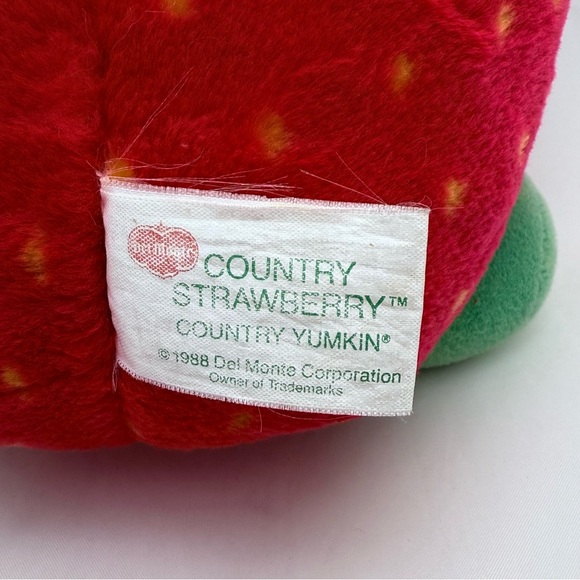 COUNTRY
STRAWBERRY™
COUNTRY YUMKIN®
© 1988 Del Monte Corporation
Owner of Trademarks